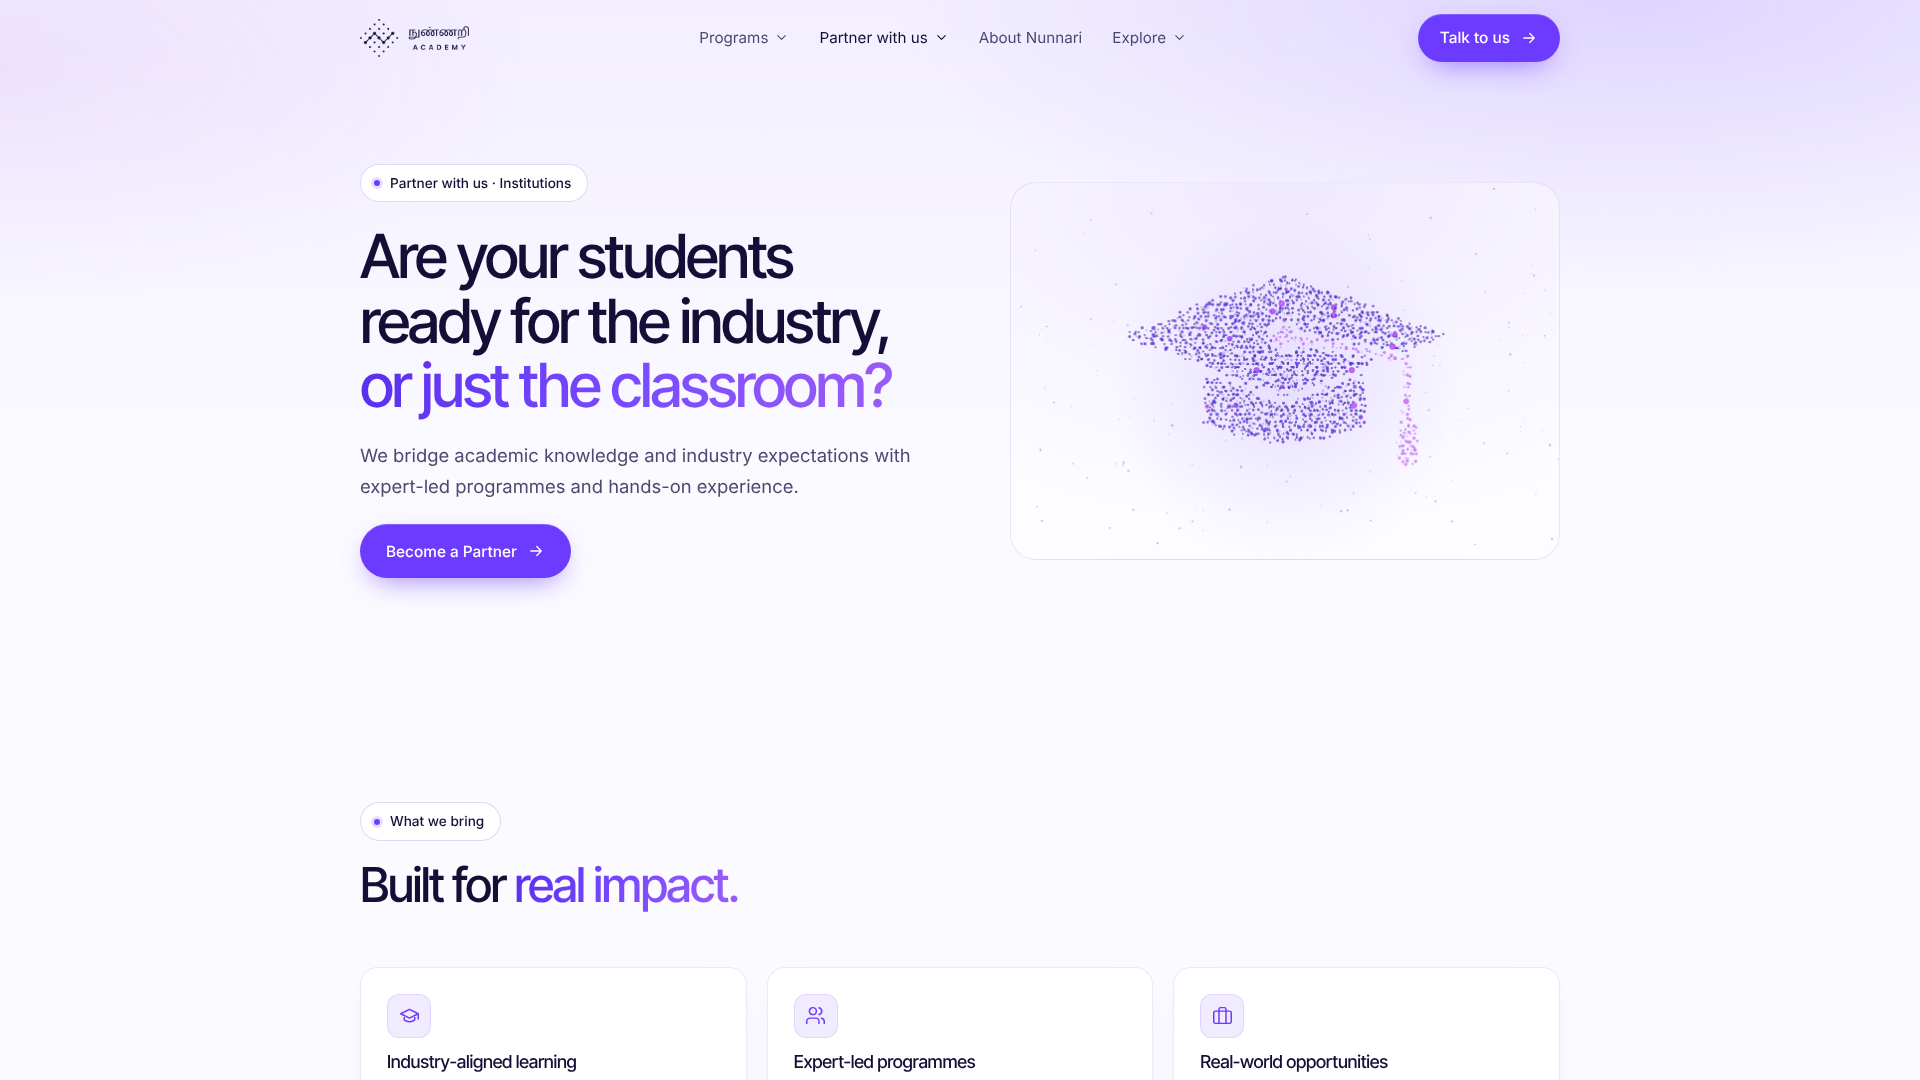 நுண்ணறி
ACADEMY
Programs
Partner with us
About Nunnari
Explore
Talk to us
Partner with us · Institutions
Are your students
ready for the industry,
or just the classroom?
We bridge academic knowledge and industry expectations with
expert-led programmes and hands-on experience.
Become a Partner
What we bring
Built for real impact.
Industry-aligned learning
Expert-led programmes
Real-world opportunities